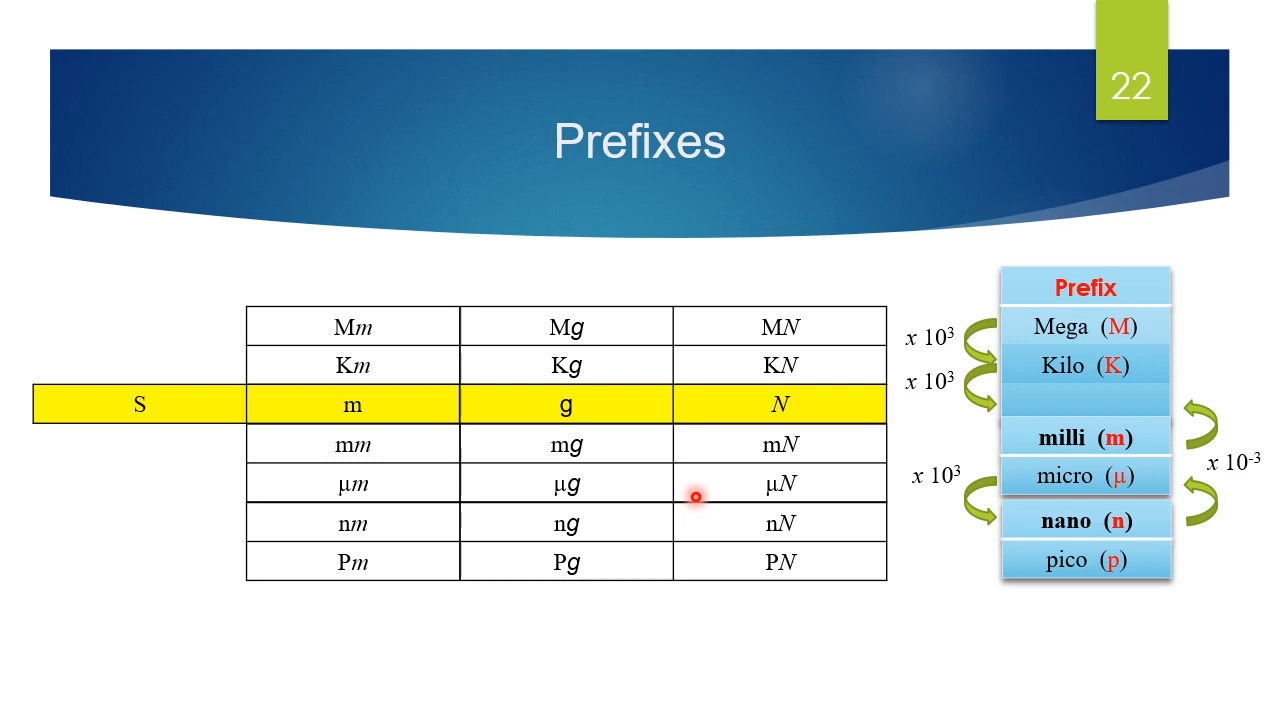 22
Prefixes
Mm Mg MN
Km Kg KN
S m g N
mm mg mN
µm µg µN
nm ng nN
Pm Pg PN
x 10³
x 10³
x 10³
Prefix
Mega (M)
Kilo (K)
milli (m)
micro (µ)
nano (n)
pico (p)
x 10⁻³